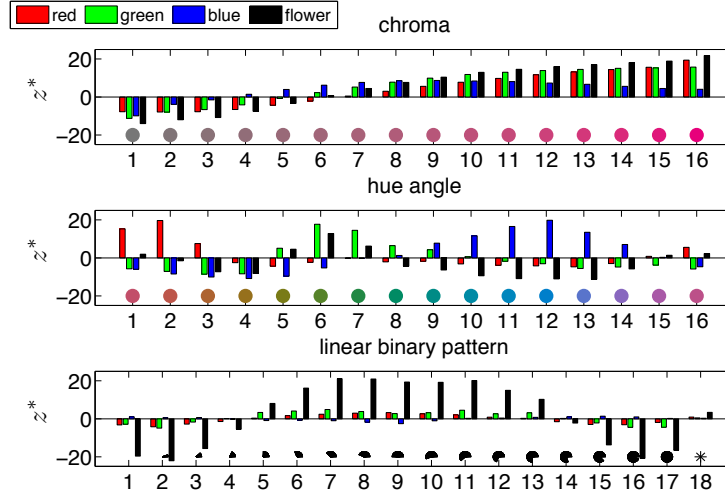 red green blue flower
chroma
z*
20
0
−20
1 2 3 4 5 6 7 8 9 10 11 12 13 14 15 16
hue angle
z*
20
0
−20
1 2 3 4 5 6 7 8 9 10 11 12 13 14 15 16
linear binary pattern
z*
20
0
−20
1 2 3 4 5 6 7 8 9 10 11 12 13 14 15 16 17 18